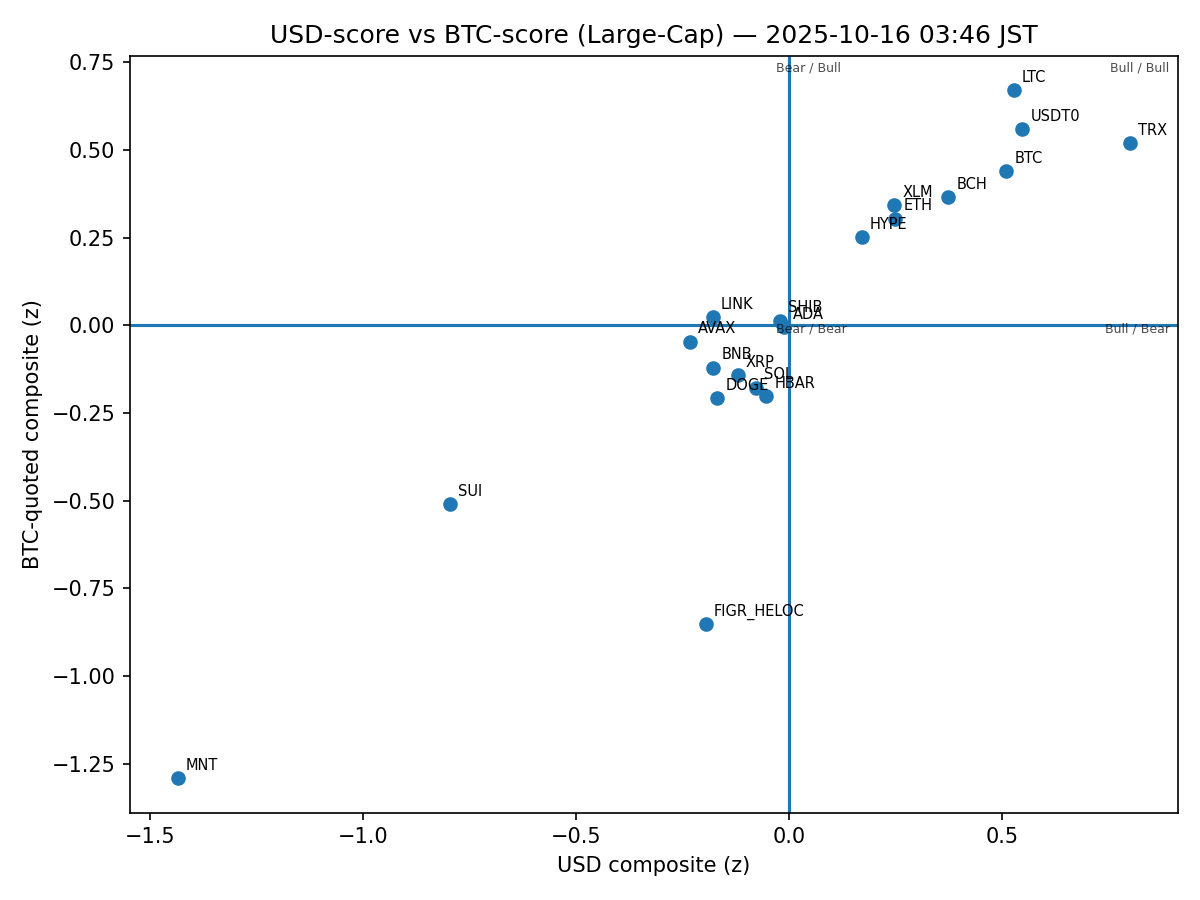 USD-score vs BTC-score (Large-Cap) — 2025-10-16 03:46 JST
Bear / Bull
Bull / Bull
LTC
USDT0
TRX
BTC
BCH
XLM
ETH
HYPE
LINK
SHIB
ADA
AVAX
Bear / Bear
Bull / Bear
BNB
XRP
SOL
DOGE
HBAR
SUI
FIGR_HELOC
MNT
0.75
0.50
0.25
0.00
−0.25
−0.50
−0.75
−1.00
−1.25
BTC-quoted composite (z)
−1.5
−1.0
−0.5
0.0
0.5
USD composite (z)